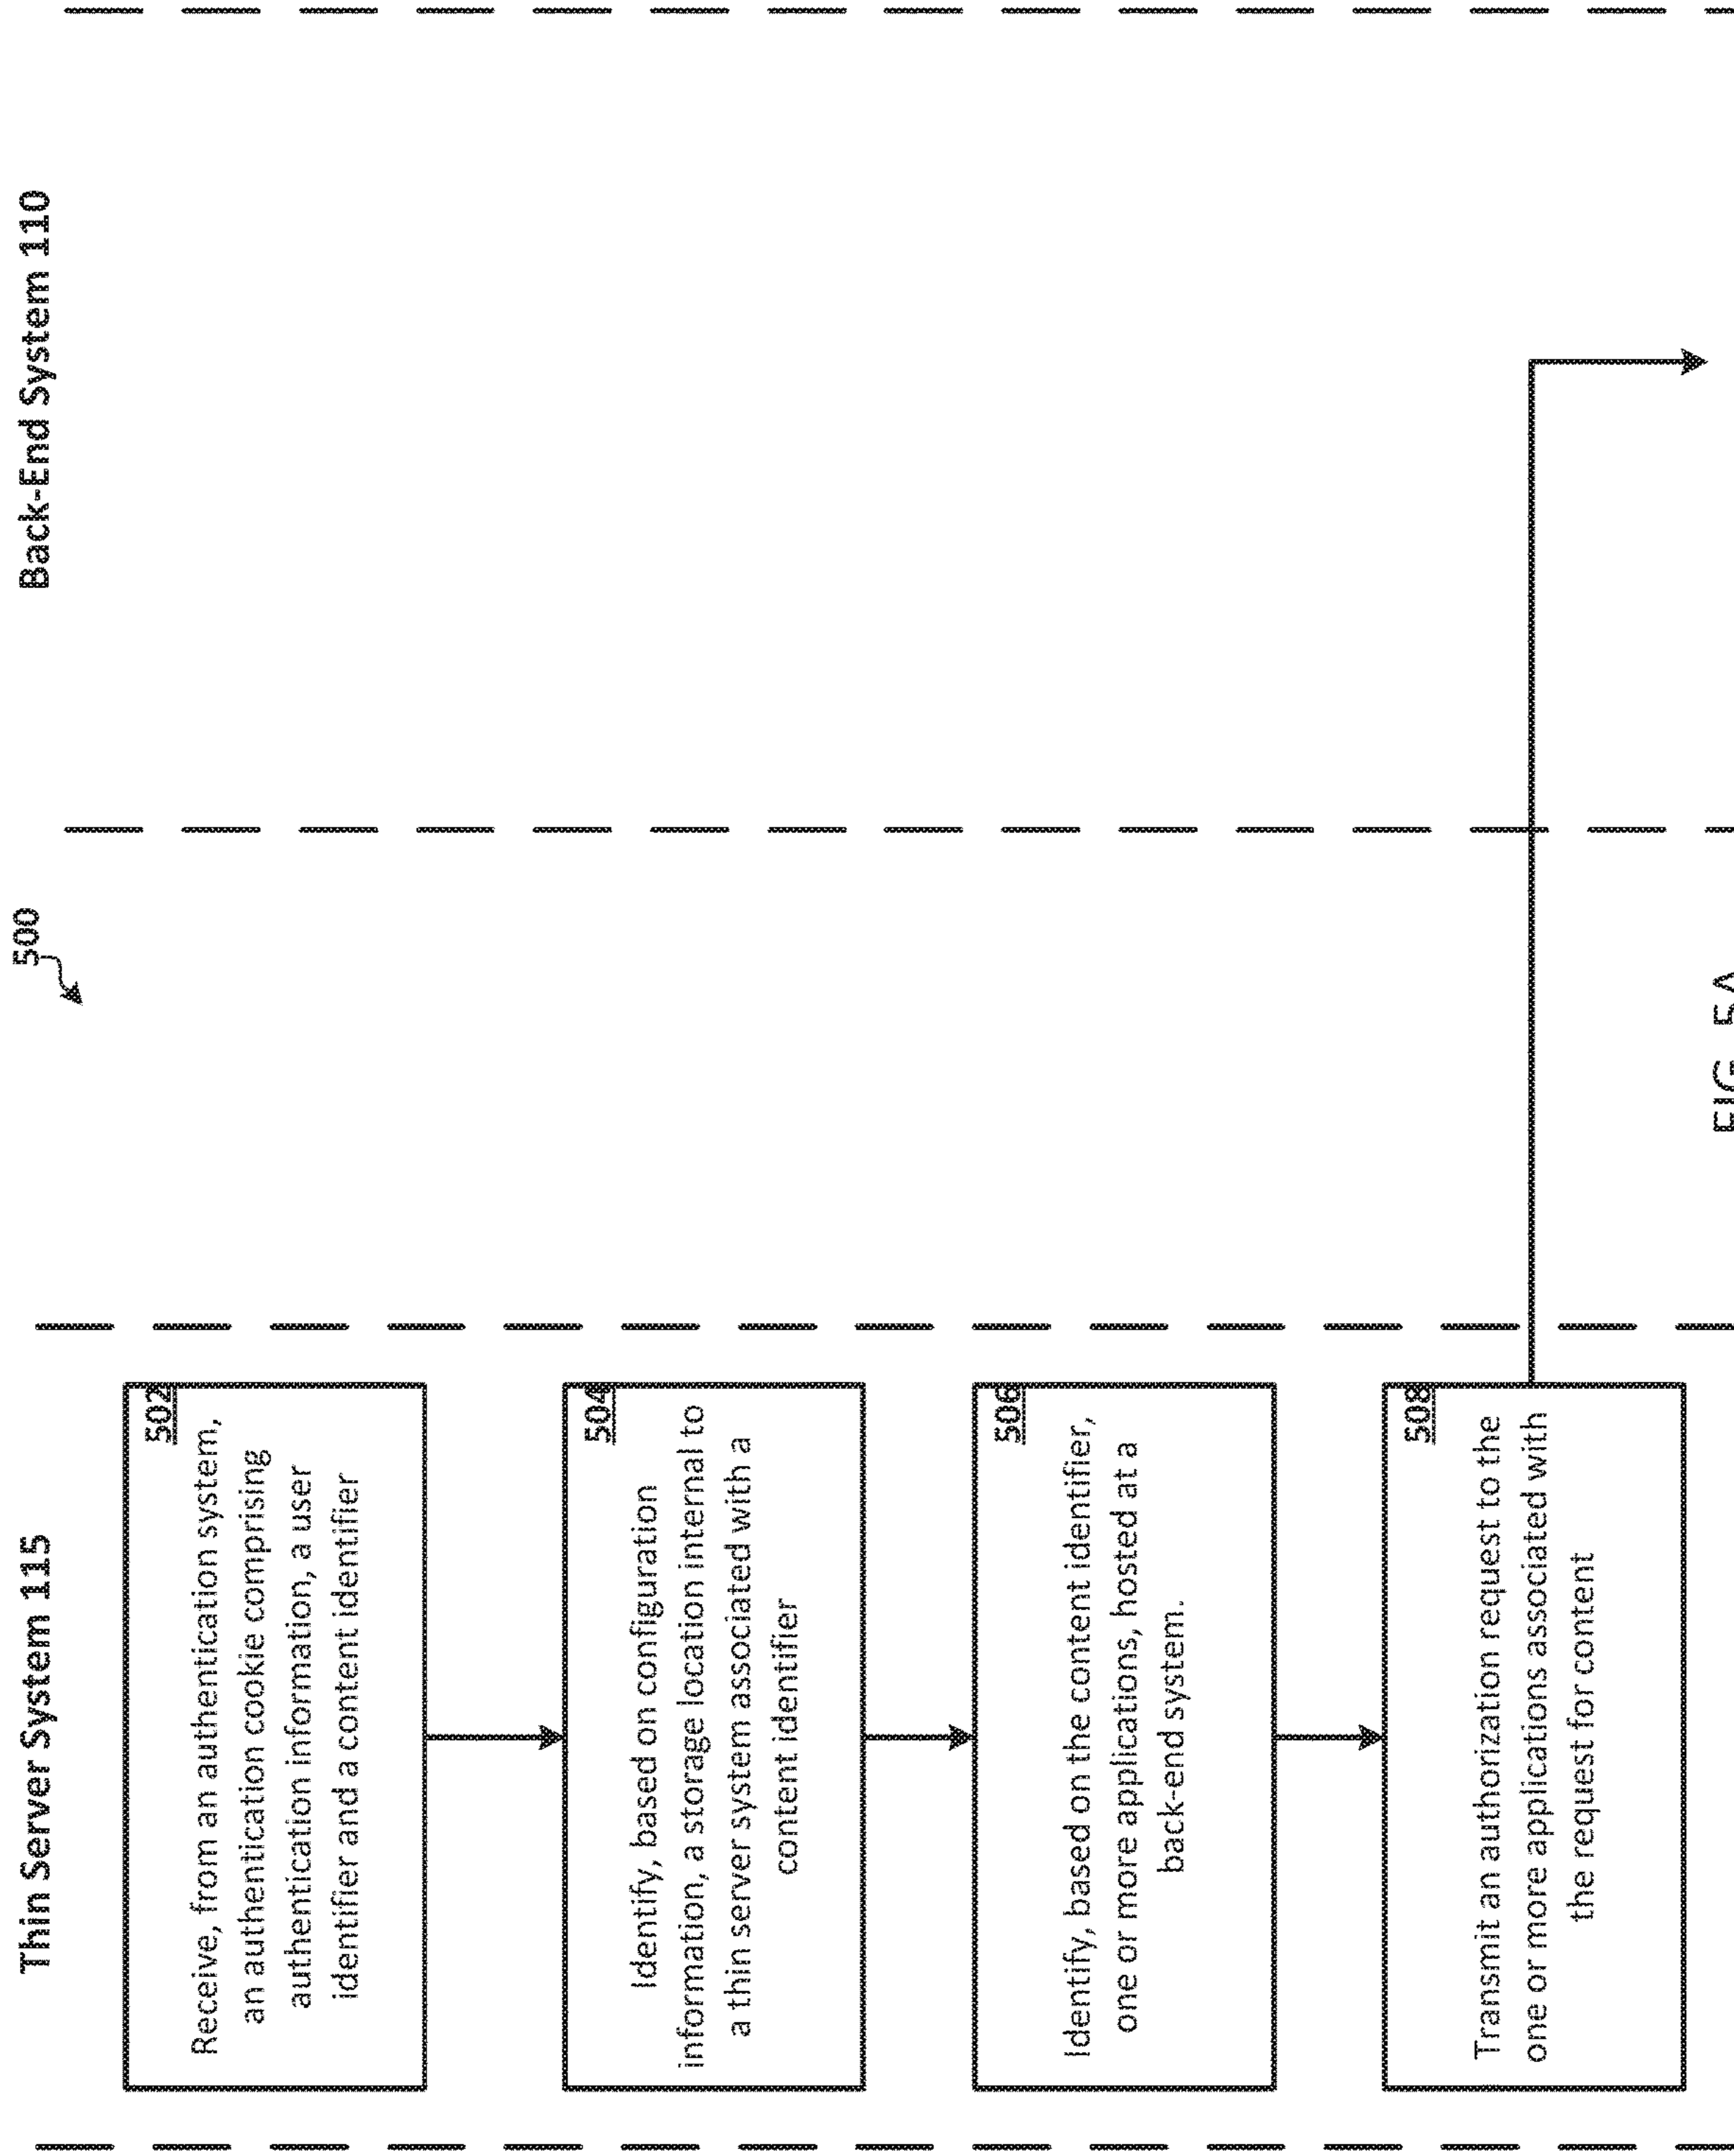 Thin Server System 115
500
Back-End System 110
502
Receive, from an authentication system,
an authentication cookie comprising
authentication information, a user
identifier and a content identifier
504
Identify, based on configuration
information, a storage location internal to
a thin server system associated with a
content identifier
506
Identify, based on the content identifier,
one or more applications, hosted at a
back-end system.
508
Transmit an authorization request to the
one or more applications associated with
the request for content
FIG. 5A